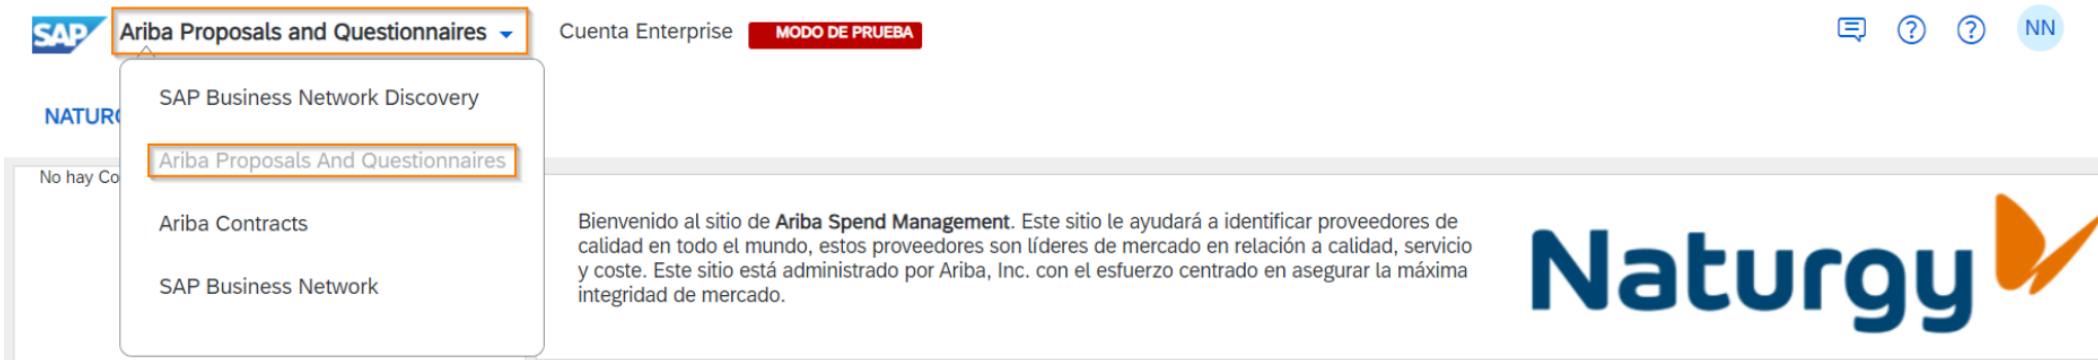 SAP Ariba Proposals and Questionnaires Cuenta Enterprise MODO DE PRUEBA NN
SAP Business Network Discovery
NATURG
Ariba Proposals And Questionnaires
No hay Co
Ariba Contracts
SAP Business Network
Bienvenido al sitio de Ariba Spend Management. Este sitio le ayudará a identificar proveedores de
calidad en todo el mundo, estos proveedores son líderes de mercado en relación a calidad, servicio
y coste. Este sitio está administrado por Ariba, Inc. con el esfuerzo centrado en asegurar la máxima
integridad de mercado.
Naturgy